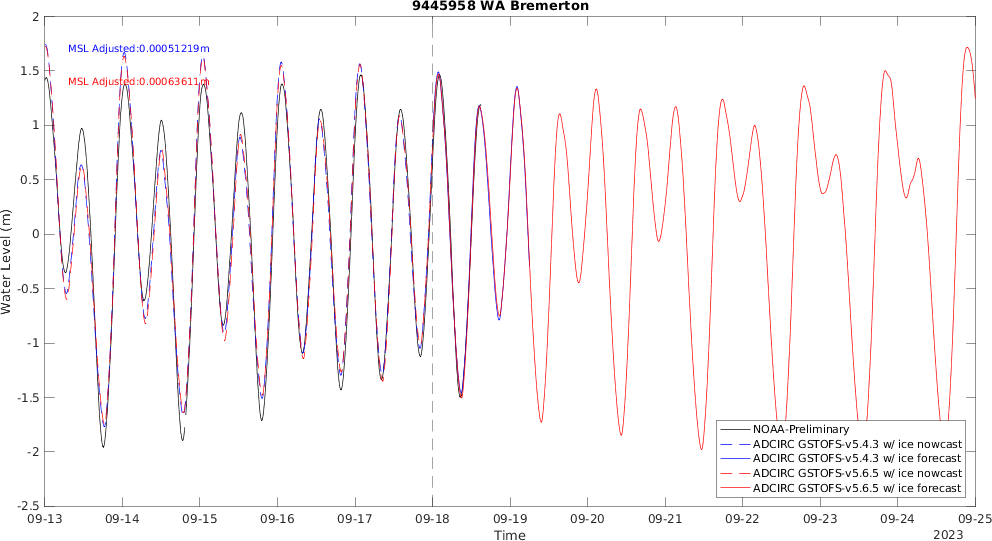 9445958 WA Bremerton
2
1.5
1
0.5
0
-0.5
-1
-1.5
-2
-2.5
Water Level (m)
MSL Adjusted:0.00051219m
MSL Adjusted:0.00063611m
NOAA-Preliminary
ADCIRC GSTOFS-v5.4.3 w/ ice nowcast
ADCIRC GSTOFS-v5.4.3 w/ ice forecast
ADCIRC GSTOFS-v5.6.5 w/ ice nowcast
ADCIRC GSTOFS-v5.6.5 w/ ice forecast
09-13 09-14 09-15 09-16 09-17 09-18 09-19 09-20 09-21 09-22 09-23 09-24 09-25
Time
2023